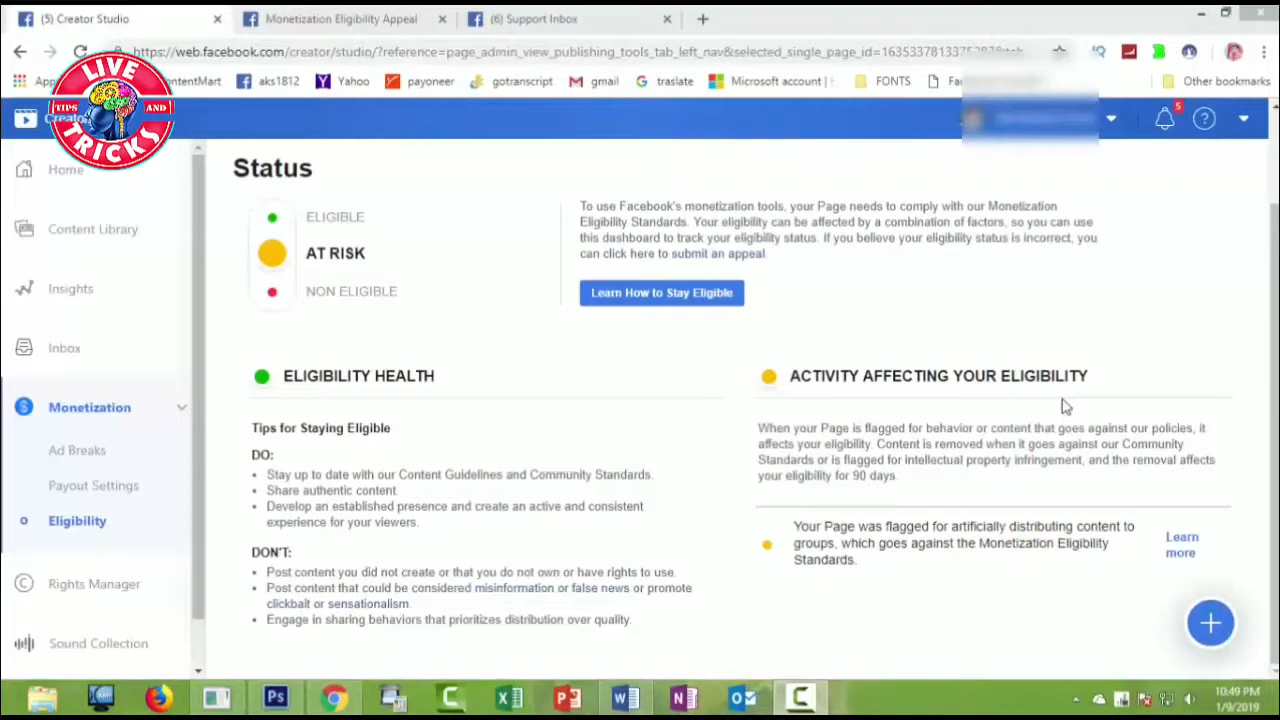 (5) Creator Studio
Monetization Eligibility Appeal
(6) Support Inbox
https://web.facebook.com/creator/studio/?reference=page_admin_view_publishing_tools_tab_left_nav&selected_single_page_id=
ContentMart
aks1812
Yahoo
payoneer
gotranscript
gmail
traslate
Microsoft account |
FONTS
Other bookmarks
LIVE
TIPS AND
TRICKS
5
Home
Content Library
Insights
Inbox
Monetization
Ad Breaks
Payout Settings
Eligibility
Rights Manager
Sound Collection
Status
ELIGIBLE
AT RISK
NON ELIGIBLE
To use Facebook's monetization tools, your Page needs to comply with our Monetization
Eligibility Standards. Your eligibility can be affected by a combination of factors, so you can use
this dashboard to track your eligibility status. If you believe your eligibility status is incorrect, you
can click here to submit an appeal.
Learn How to Stay Eligible
ELIGIBILITY HEALTH
Tips for Staying Eligible
DO:
• Stay up to date with our Content Guidelines and Community Standards.
• Share authentic content.
• Develop an established presence and create an active and consistent
experience for your viewers.
DON'T:
• Post content you did not create or that you do not own or have rights to use.
• Post content that could be considered misinformation or false news or promote
clickbait or sensationalism.
• Engage in sharing behaviors that prioritizes distribution over quality.
ACTIVITY AFFECTING YOUR ELIGIBILITY
When your Page is flagged for behavior or content that goes against our policies, it
affects your eligibility. Content is removed when it goes against our Community
Standards or is flagged for intellectual property infringement, and the removal affects
your eligibility for 90 days.
Your Page was flagged for artificially distributing content to
groups, which goes against the Monetization Eligibility
Standards.
Learn
more
10:49 PM
1/9/2019